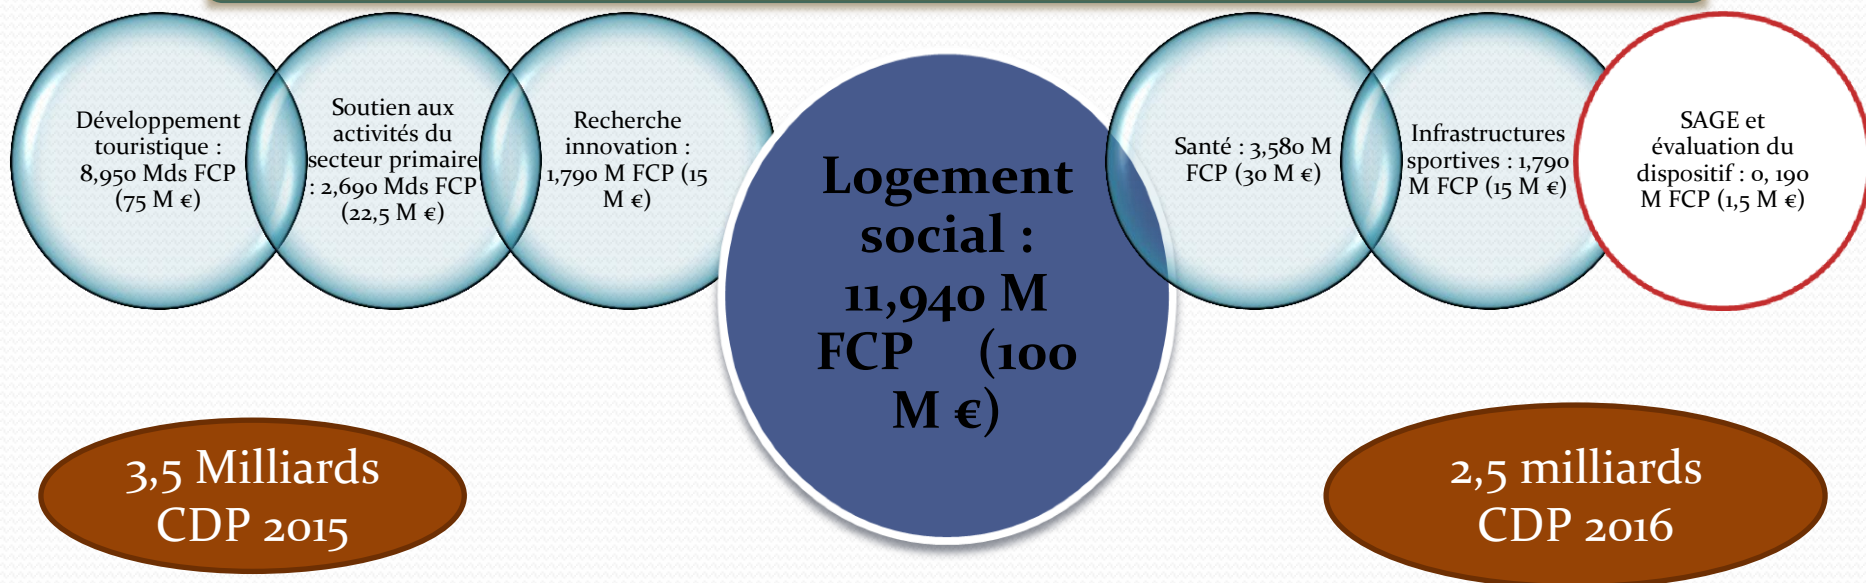 Développement
touristique :
8,950 Mds FCP
(75 M €)
Soutien aux
activités du
secteur primaire
: 2,690 Mds FCP
(22,5 M €)
Recherche
innovation :
1,790 M FCP (15
M €)
Logement
social :
11,940 M
FCP (100
M €)
Santé : 3,580 M
FCP (30 M €)
Infrastructures
sportives : 1,790
M FCP (15 M €)
SAGE et
évaluation du
dispositif : 0, 190
M FCP (1,5 M €)
3,5 Milliards
CDP 2015
2,5 milliards
CDP 2016